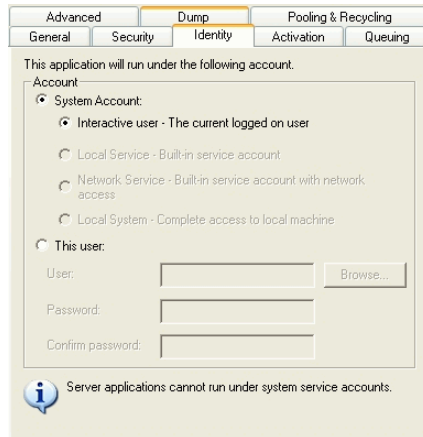 Advanced Dump Pooling & Recycling
General Security Identity Activation Queuing
This application will run under the following account.
Account
System Account:
Interactive user - The current logged on user
Local Service - Built-in service account
Network Service - Built-in service account with network
access
Local System - Complete access to local machine
This user:
User: Browse...
Password:
Confirm password:
Server applications cannot run under system service accounts.